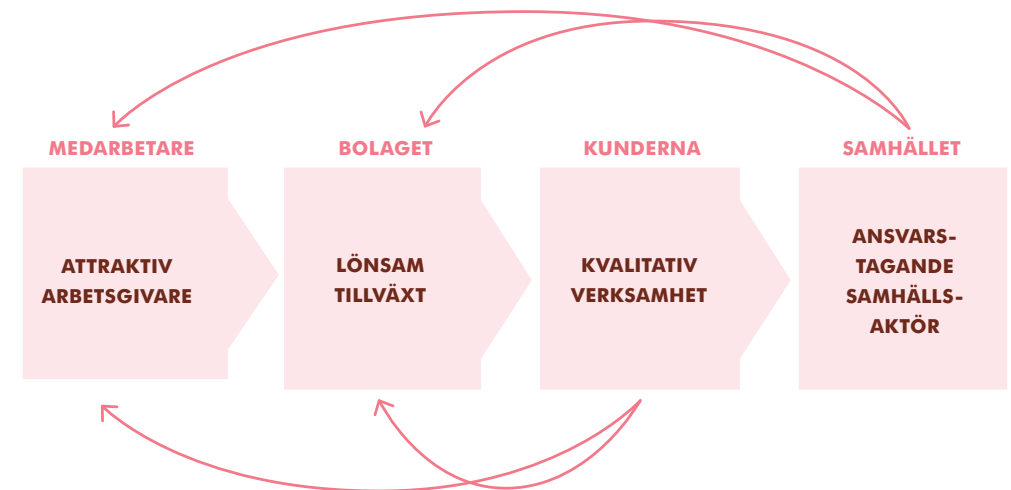 MEDARBETARE
BOLAGET
KUNDERNA
SAMHÄLLET
ATTRAKTIV
ARBETSGIVARE
LÖNSAM
TILLVÄXT
KVALITATIV
VERKSAMHET
ANSVARS-
TAGANDE
SAMHÄLLS-
AKTÖR